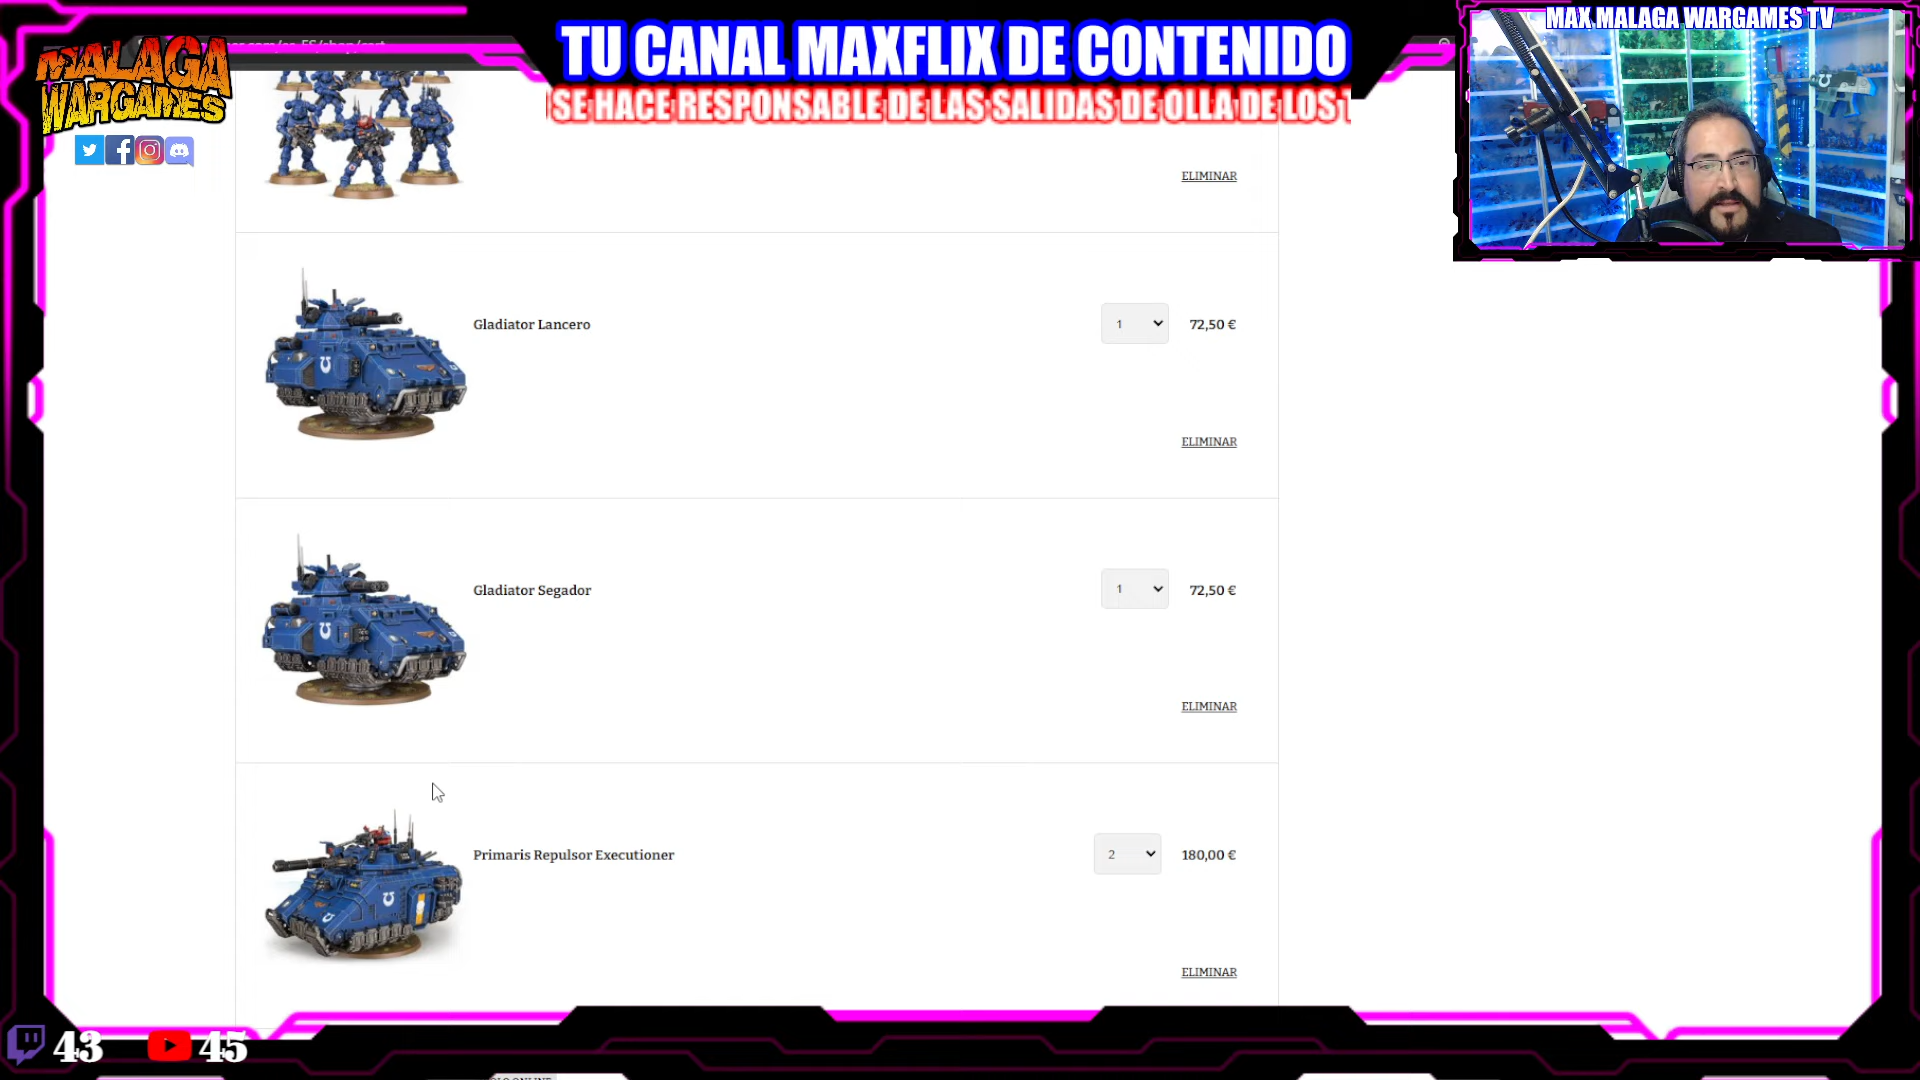 TU CANAL MAXFLIX DE CONTENIDO
MAX MALAGA WARGAMES TV
MALAGA
WARGAMES
SE HACE RESPONSABLE DE LAS SALIDAS DE OLLA DE LOS
ELIMINAR
Gladiator Lancero 1 72,50 €
ELIMINAR
Gladiator Segador 1 72,50 €
ELIMINAR
Primaris Repulsor Executioner 2 180,00 €
ELIMINAR
43 45